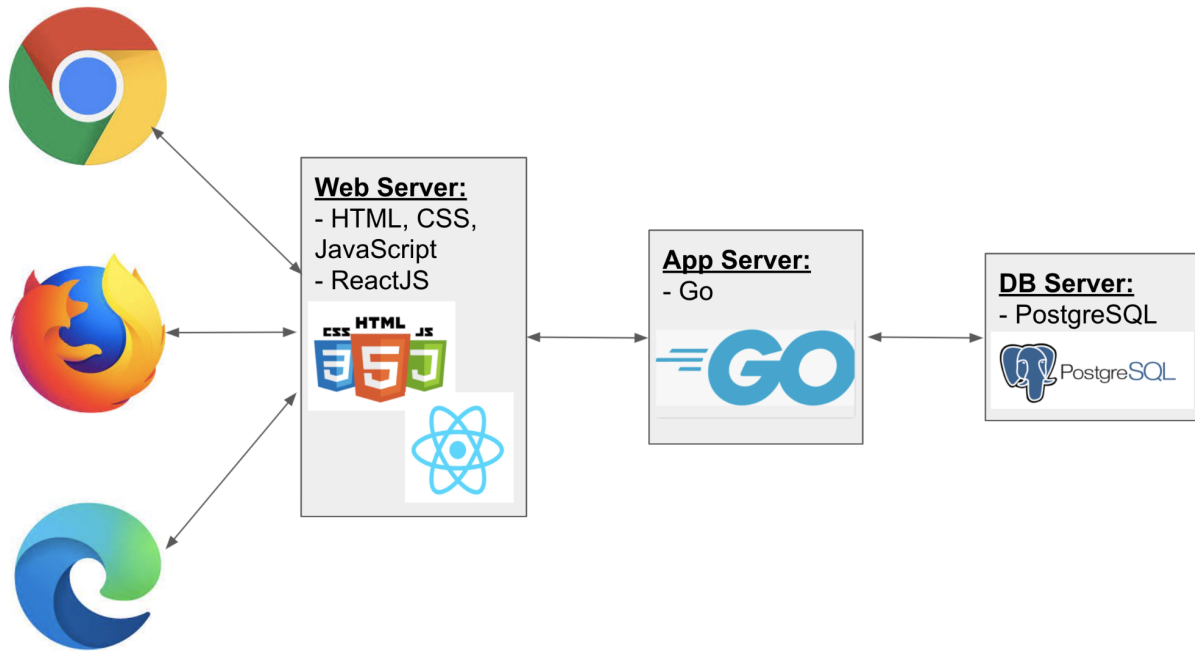 Web Server:
- HTML, CSS,
JavaScript
- ReactJS
HTML
CSS JS
3 5 J
App Server:
- Go
GO
DB Server:
- PostgreSQL
PostgreSQL